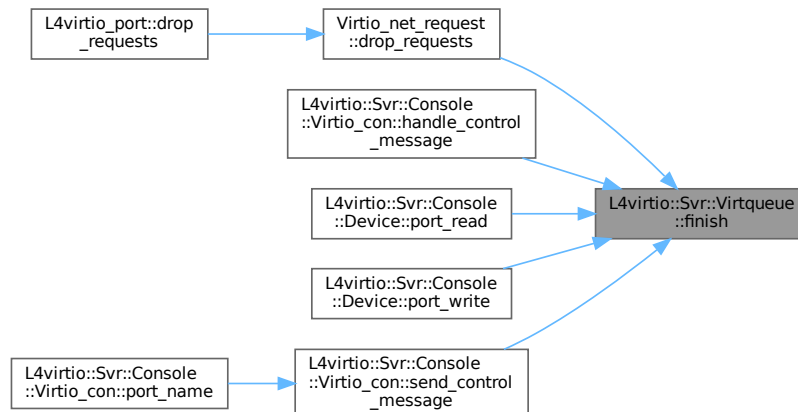 L4virtio_port::drop
_requests
Virtio_net_request
::drop_requests
L4virtio::Svr::Console
::Virtio_con::handle_control
_message
L4virtio::Svr::Console
::Device::port_read
L4virtio::Svr::Virtqueue
::finish
L4virtio::Svr::Console
::Device::port_write
L4virtio::Svr::Console
::Virtio_con::port_name
L4virtio::Svr::Console
::Virtio_con::send_control
_message